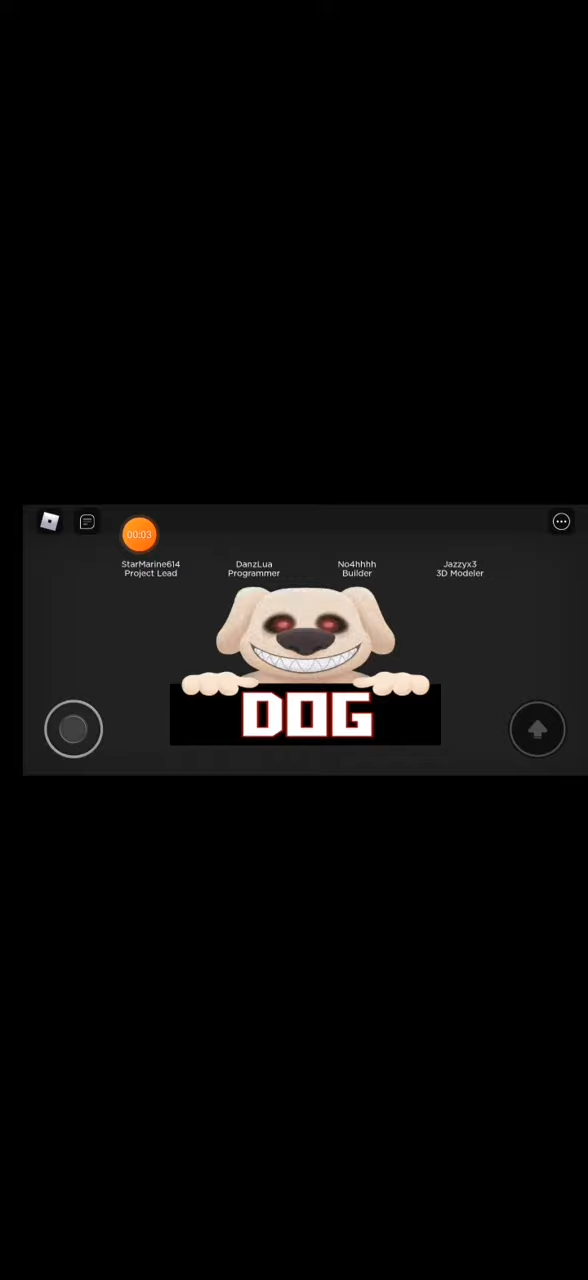 00:03
StarMarine614
Project Lead
DanzLua
Programmer
No4hhhh
Builder
Jazzyx3
3D Modeler
DOG